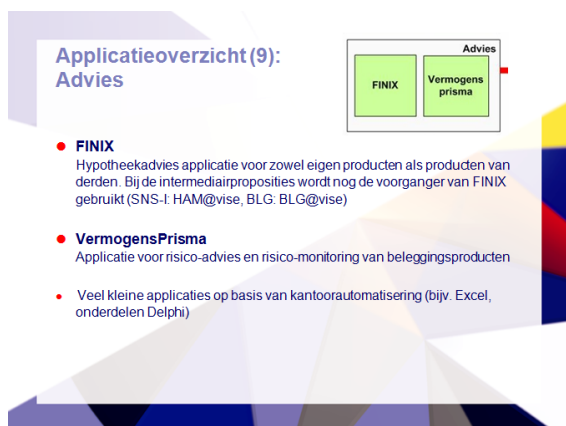 Applicatieoverzicht (9):
Advies
Advies
FINIX
Vermogens
prisma
FINIX
Hypotheekadvies applicatie voor zowel eigen producten als producten van
derden. Bij de intermediairproposities wordt nog de voorganger van FINIX
gebruikt (SNS-I: HAM@vise, BLG: BLG@vise)
VermogensPrisma
Applicatie voor risico-advies en risico-monitoring van beleggingsproducten
Veel kleine applicaties op basis van kantoorautomatisering (bijv. Excel,
onderdelen Delphi)